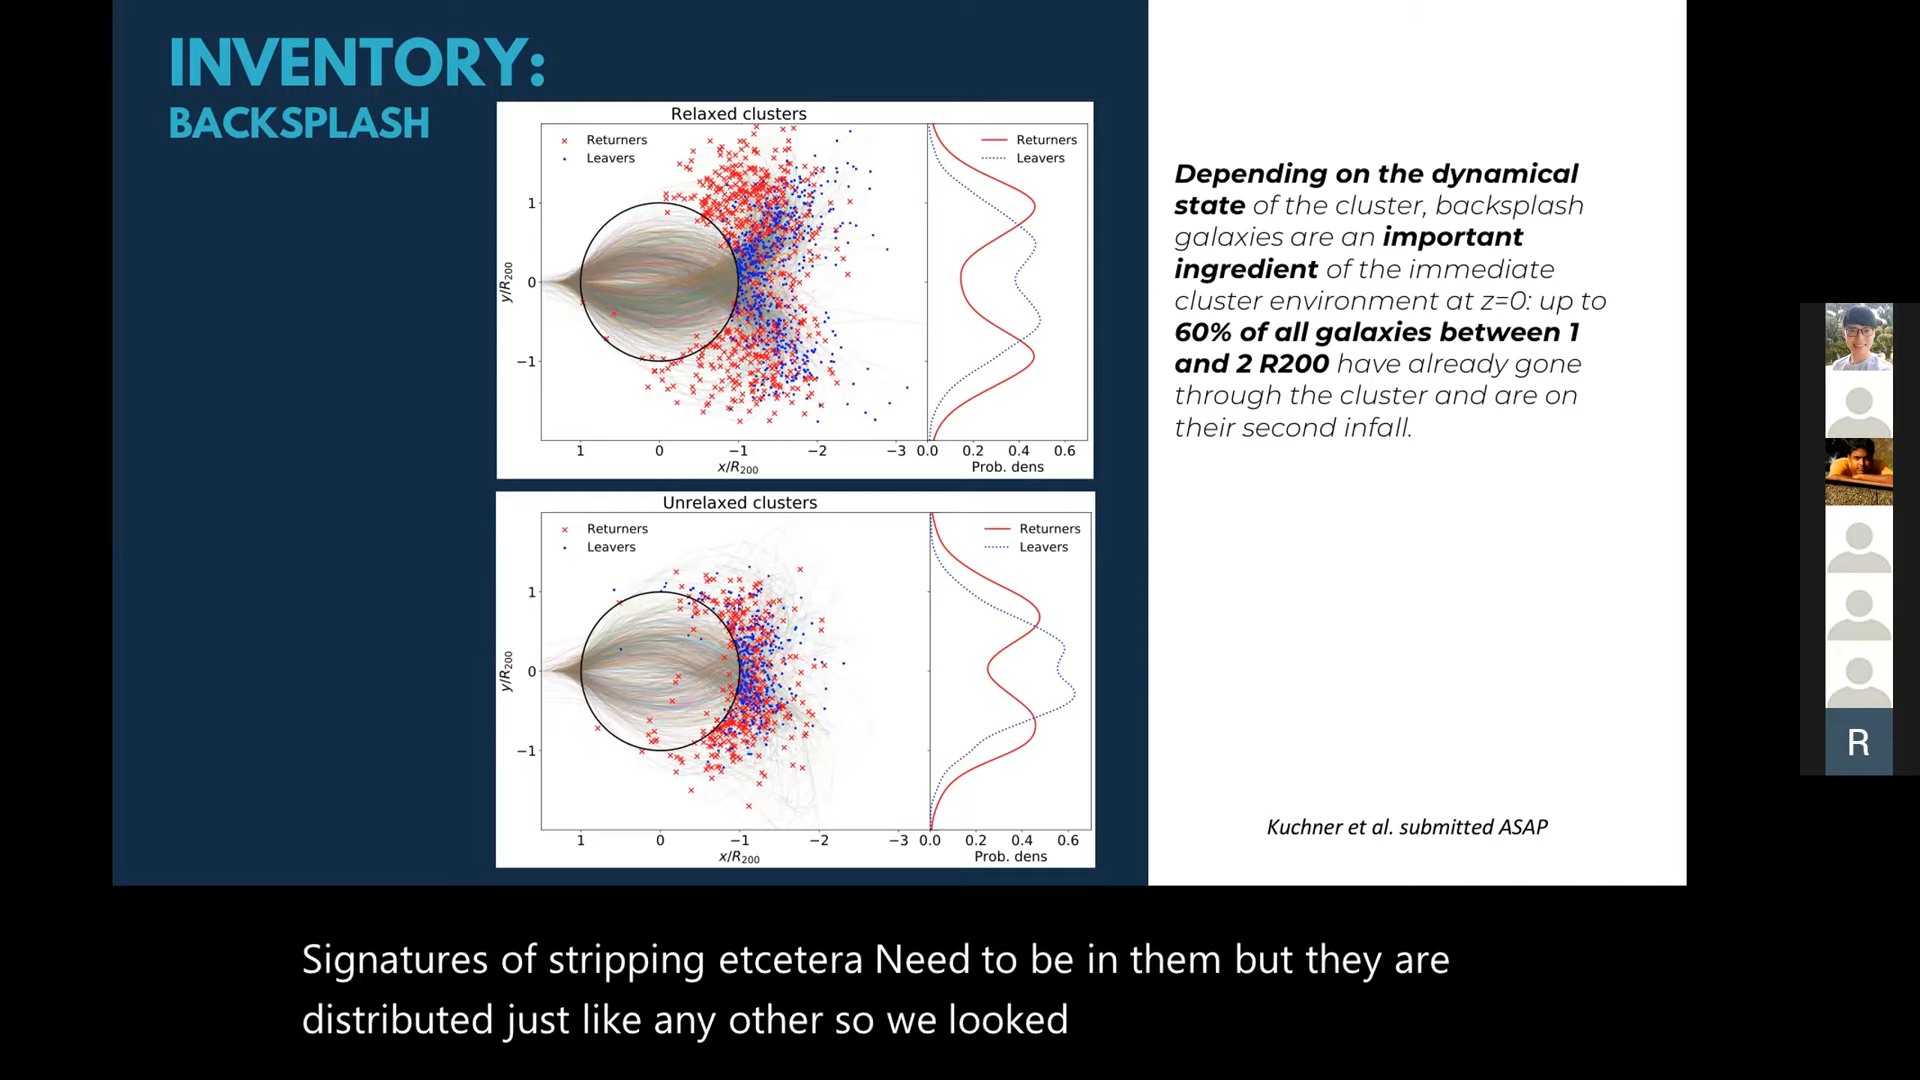 INVENTORY:
BACKSPLASH
Relaxed clusters
Returners
Leavers
Returners
Leavers
1
0
−1
y/R200
1
0
−1
−2
−3
0.0
0.2
0.4
0.6
x/R200
Prob. dens
Unrelaxed clusters
Returners
Leavers
Returners
Leavers
1
0
−1
y/R200
1
0
−1
−2
−3
0.0
0.2
0.4
0.6
x/R200
Prob. dens
Depending on the dynamical
state of the cluster, backsplash
galaxies are an important
ingredient of the immediate
cluster environment at z=0: up to
60% of all galaxies between 1
and 2 R200 have already gone
through the cluster and are on
their second infall.
Kuchner et al. submitted ASAP
R
Signatures of stripping etcetera Need to be in them but they are
distributed just like any other so we looked